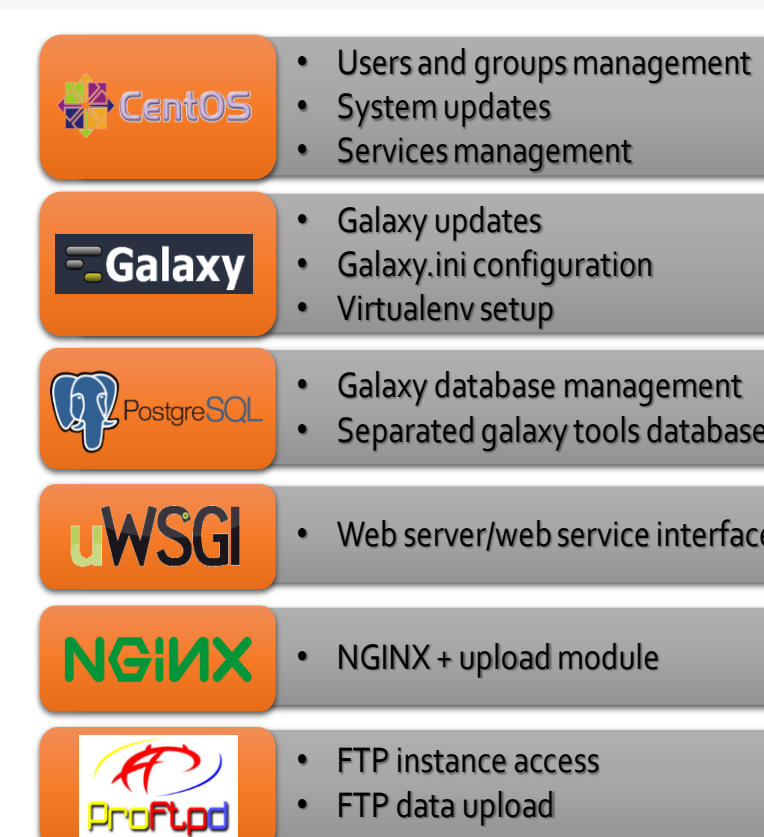 CentOS
• Users and groups management
• System updates
• Services management
Galaxy
• Galaxy updates
• Galaxy.ini configuration
• Virtualenv setup
PostgreSQL
• Galaxy database management
• Separated galaxy tools database
uWSGI
• Web server/web service interface
NGiNX
• NGINX + upload module
ProFtpd
• FTP instance access
• FTP data upload